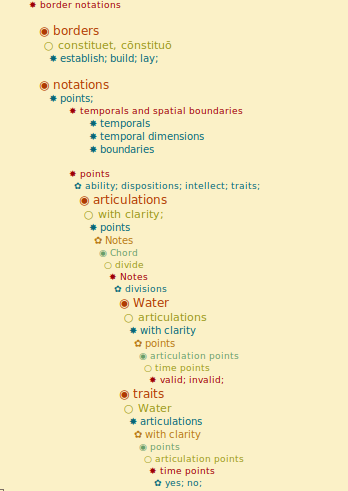 border notations
borders
constituet, cōnstituō
establish; build; lay;
notations
points;
temporals and spatial boundaries
temporals
temporal dimensions
boundaries
points
ability; dispositions; intellect; traits;
articulations
with clarity;
points
Notes
Chord
divide
Notes
divisions
Water
articulations
with clarity
points
articulation points
time points
valid; invalid;
traits
Water
articulations
with clarity
points
articulation points
time points
yes; no;